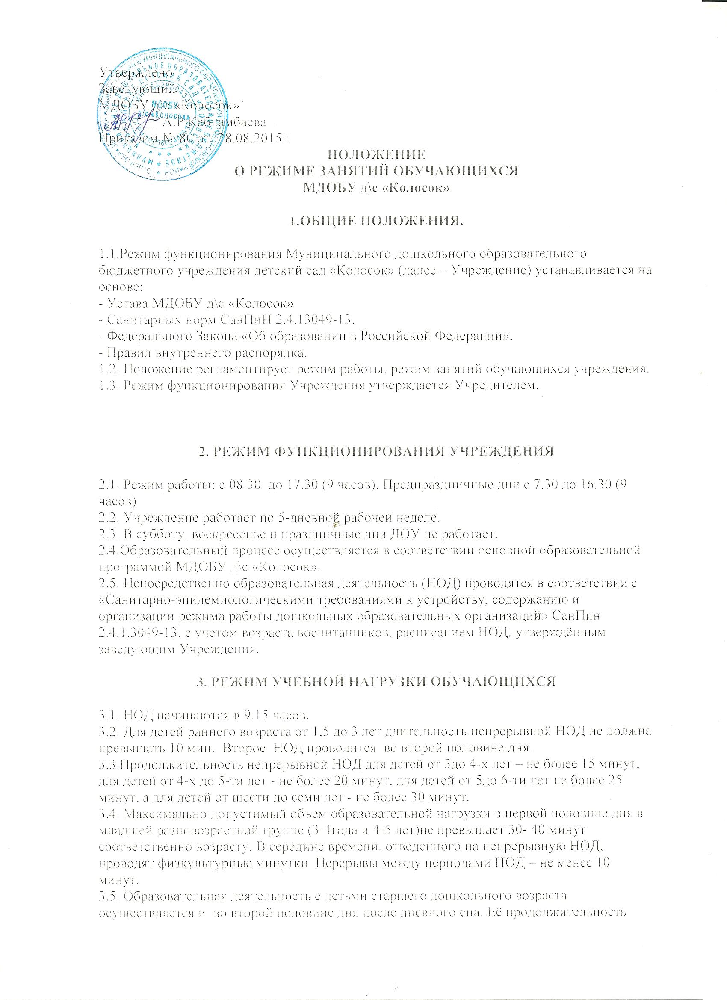 Утверждено
Заведующий
МДОБУ д\с «Колосок»
А.Р Кабламбаева
Приказом № 80 от 28.08.2015г.
ПОЛОЖЕНИЕ
О РЕЖИМЕ ЗАНЯТИЙ ОБУЧАЮЩИХСЯ
МДОБУ д\с «Колосок»
1.ОБЩИЕ ПОЛОЖЕНИЯ.
1.1.Режим функционирования Муниципального дошкольного образовательного
бюджетного учреждения детский сад «Колосок» (далее – Учреждение) устанавливается на
основе:
- Устава МДОБУ д\с «Колосок»
- Санитарных норм СанПиН 2.4.13049-13,
- Федерального Закона «Об образовании в Российской Федерации»,
- Правил внутреннего распорядка.
1.2. Положение регламентирует режим работы, режим занятий обучающихся учреждения.
1.3. Режим функционирования Учреждения утверждается Учредителем.
2. РЕЖИМ ФУНКЦИОНИРОВАНИЯ УЧРЕЖДЕНИЯ
2.1. Режим работы: с 08.30. до 17.30 (9 часов). Предпраздничные дни с 7.30 до 16.30 (9
часов)
2.2. Учреждение работает по 5-дневной рабочей неделе.
2.3. В субботу, воскресенье и праздничные дни ДОУ не работает.
2.4.Образовательный процесс осуществляется в соответствии основной образовательной
программой МДОБУ д\с «Колосок».
2.5. Непосредственно образовательная деятельность (НОД) проводятся в соответствии с
«Санитарно-эпидемиологическими требованиями к устройству, содержанию и
организации режима работы дошкольных образовательных организаций» СанПин
2.4.1.3049-13, с учетом возраста воспитанников, расписанием НОД, утверждённым
заведующим Учреждения.
3. РЕЖИМ УЧЕБНОЙ НАГРУЗКИ ОБУЧАЮЩИХСЯ
3.1. НОД начинаются в 9.15 часов.
3.2. Для детей раннего возраста от 1,5 до 3 лет длительность непрерывной НОД не должна
превышать 10 мин. Второе НОД проводится во второй половине дня.
3.3.Продолжительность непрерывной НОД для детей от 3до 4-х лет – не более 15 минут,
для детей от 4-х до 5-ти лет - не более 20 минут, для детей от 5до 6-ти лет не более 25
минут, а для детей от шести до семи лет - не более 30 минут.
3.4. Максимально допустимый объем образовательной нагрузки в первой половине дня в
младшей разновозрастной группе (3-4года и 4-5 лет)не превышает 30- 40 минут
соответственно возрасту. В середине времени, отведенного на непрерывную НОД,
проводят физкультурные минутки. Перерывы между периодами НОД – не менее 10
минут.
3.5. Образовательная деятельность с детьми старшего дошкольного возраста
осуществляется и во второй половине дня после дневного сна. Её продолжительность